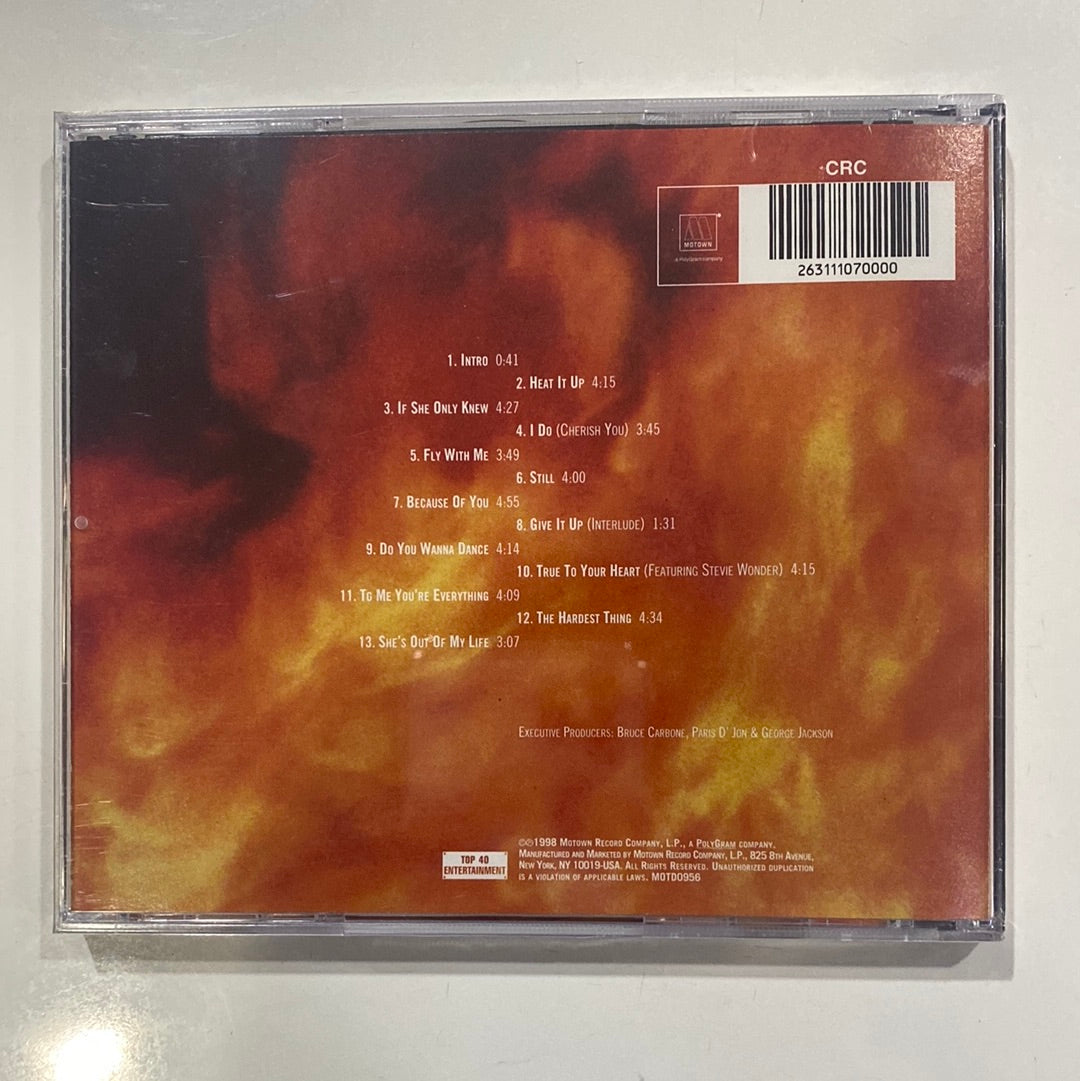 CRC
MOTOWN
A PolyGram company
263111070000
1. INTRO 0:41
2. HEAT IT UP 4:15
3. IF SHE ONLY KNEW 4:27
4. I DO (CHERISH YOU) 3:45
5. FLY WITH ME 3:49
6. STILL 4:00
7. BECAUSE OF YOU 4:55
8. GIVE IT UP (INTERLUDE) 1:31
9. DO YOU WANNA DANCE 4:14
10. TRUE TO YOUR HEART (FEATURING STEVIE WONDER) 4:15
11. TO ME YOU'RE EVERYTHING 4:09
12. THE HARDEST THING 4:34
13. SHE'S OUT OF MY LIFE 3:07
EXECUTIVE PRODUCERS: BRUCE CARBONE, PARIS D' JON & GEORGE JACKSON
TOP 40
ENTERTAINMENT
©℗1998 MOTOWN RECORD COMPANY, L.P., A POLYGRAM COMPANY.
MANUFACTURED AND MARKETED BY MOTOWN RECORD COMPANY, L.P., 825 8TH AVENUE,
NEW YORK, NY 10019-USA. ALL RIGHTS RESERVED. UNAUTHORIZED DUPLICATION
IS A VIOLATION OF APPLICABLE LAWS. MOTD0956